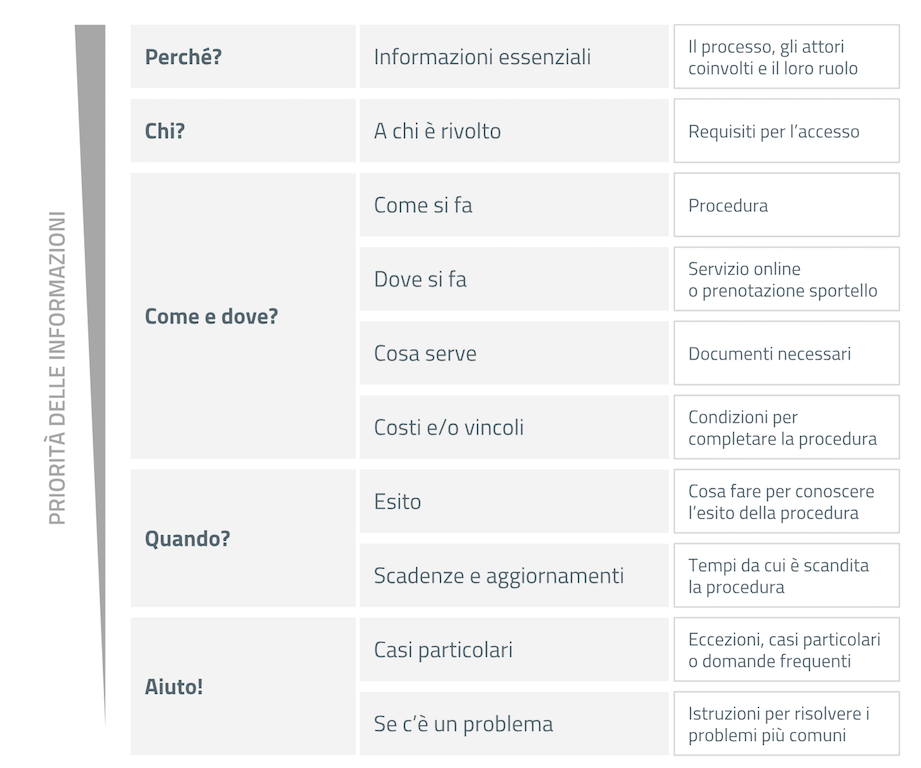 PRIORITÀ DELLE INFORMAZIONI
Perché?
Informazioni essenziali
Il processo, gli attori
coinvolti e il loro ruolo
Chi?
A chi è rivolto
Requisiti per l’accesso
Come e dove?
Come si fa
Procedura
Dove si fa
Servizio online
o prenotazione sportello
Cosa serve
Documenti necessari
Costi e/o vincoli
Condizioni per
completare la procedura
Quando?
Esito
Cosa fare per conoscere
l’esito della procedura
Scadenze e aggiornamenti
Tempi da cui è scandita
la procedura
Aiuto!
Casi particolari
Eccezioni, casi particolari
o domande frequenti
Se c’è un problema
Istruzioni per risolvere i
problemi più comuni